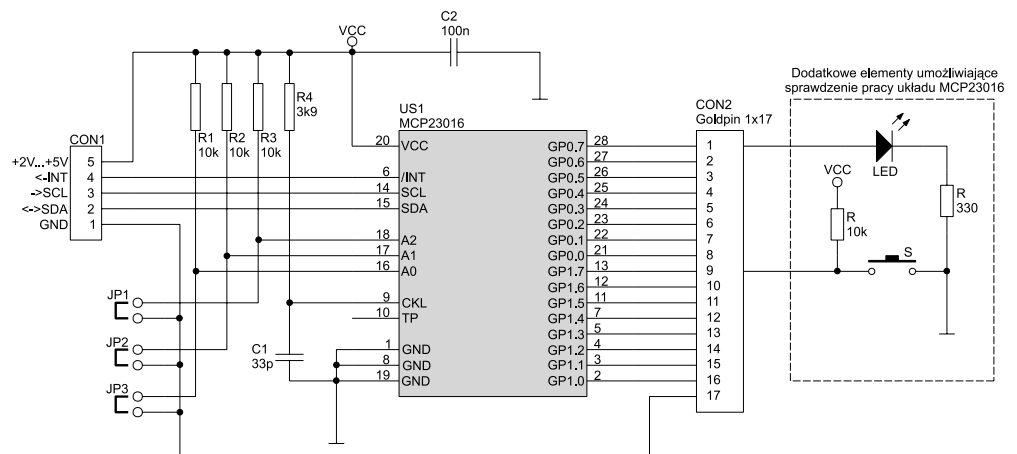 C2
100n
VCC
Dodatkowe elementy umożliwiające
sprawdzenie pracy układu MCP23016
R4
3k9
R1
10k
R2
10k
R3
10k
US1
MCP23016
CON2
Goldpin 1x17
CON1
+2V...+5V 5
<-INT 4
->SCL 3
<->SDA 2
GND 1
20 VCC
6 /INT
14 SCL
15 SDA
18 A2
17 A1
16 A0
9 CKL
10 TP
1 GND
8 GND
19 GND
GP0.7 28 1
GP0.6 27 2
GP0.5 26 3
GP0.4 25 4
GP0.3 24 5
GP0.2 23 6
GP0.1 22 7
GP0.0 21 8
GP1.7 13 9
GP1.6 12 10
GP1.5 11 11
GP1.4 7 12
GP1.3 5 13
GP1.2 4 14
GP1.1 3 15
GP1.0 2 16
17
LED
VCC
R
10k
R
330
S
JP1
JP2
JP3
C1
33p